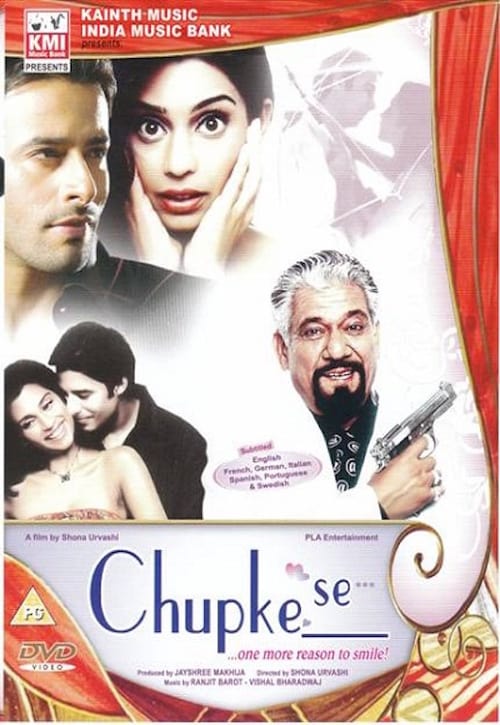 KMI
Music Bank
PRESENTS
KAINTH MUSIC
INDIA MUSIC BANK
presents:
Subtitled
English
French, German, Italian
Spanish, Portuguese
& Swedish
A film by Shona Urvashi
PLA Entertainment
Chupke se...
...one more reason to smile!
PG
DVD
VIDEO
Produced by JAYSHREE MAKHIJA Directed by SHONA URVASHI
Music by RANJIT BAROT - VISHAL BHARADWAJ